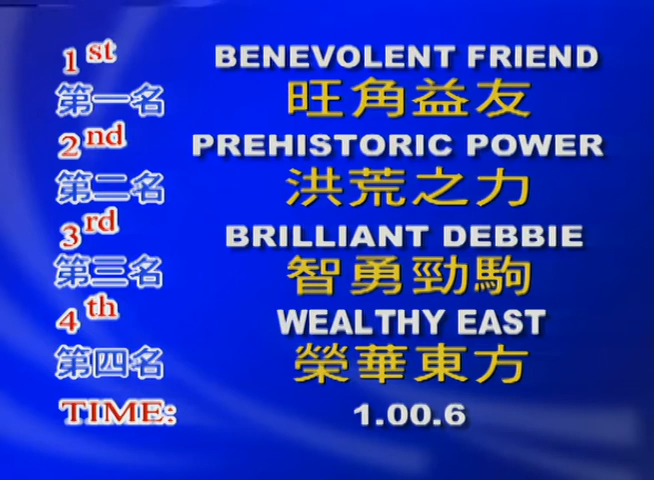 1st BENEVOLENT FRIEND
第一名 旺角益友
2nd PREHISTORIC POWER
第二名 洪荒之力
3rd BRILLIANT DEBBIE
第三名 智勇勁駒
4th WEALTHY EAST
第四名 榮華東方
TIME: 1.00.6